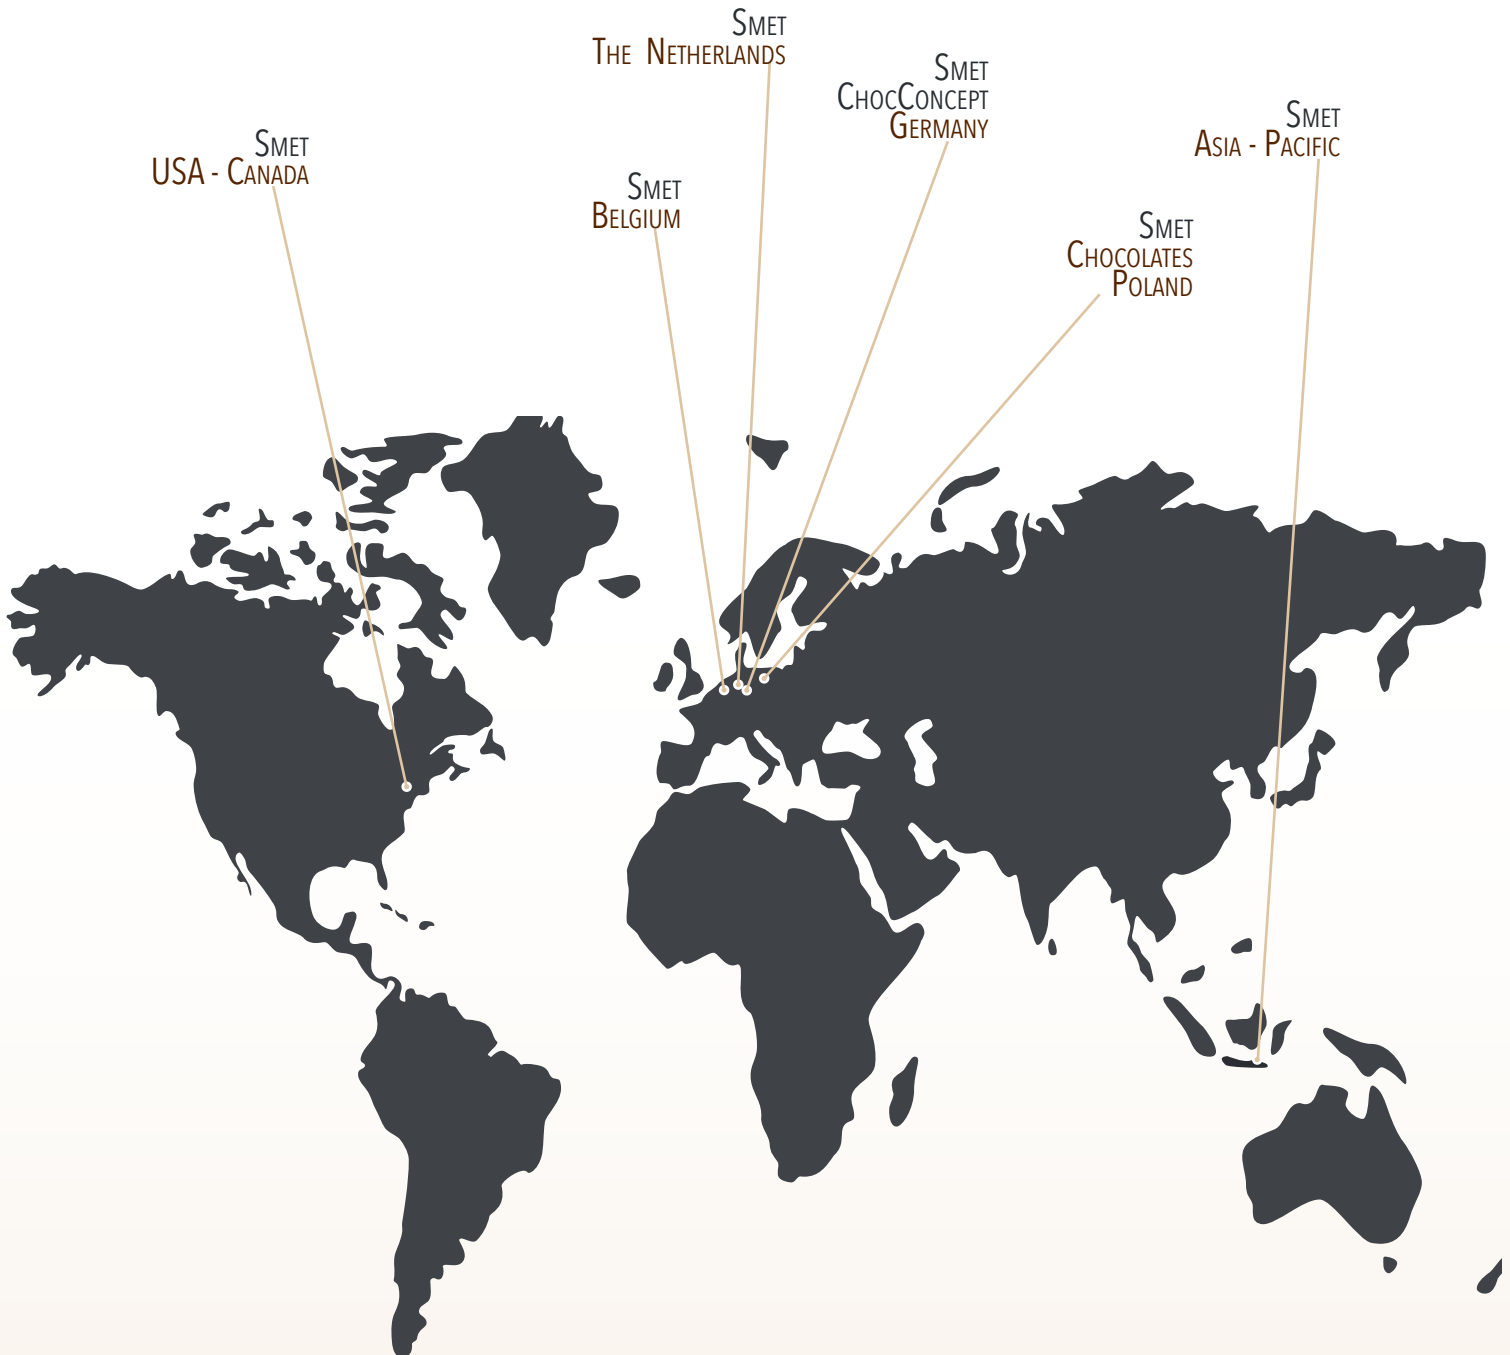 Smet
The Netherlands
Smet
ChocConcept
Germany
Smet
Asia - Pacific
Smet
USA - Canada
Smet
Belgium
Smet
Chocolates
Poland